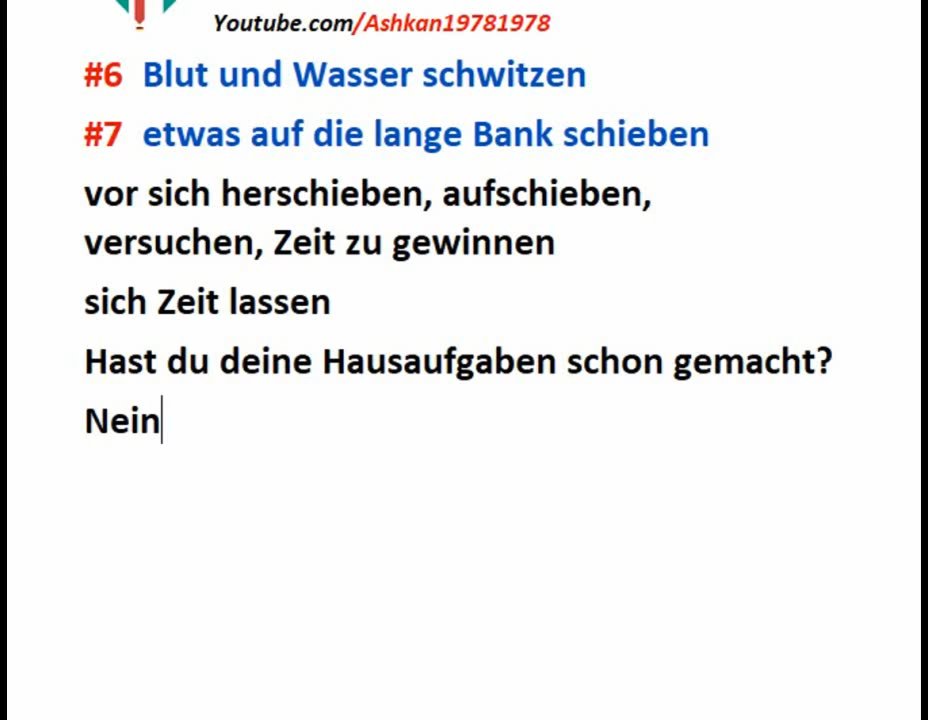 Youtube.com/Ashkan19781978
#6 Blut und Wasser schwitzen
#7 etwas auf die lange Bank schieben
vor sich herschieben, aufschieben,
versuchen, Zeit zu gewinnen
sich Zeit lassen
Hast du deine Hausaufgaben schon gemacht?
Nein